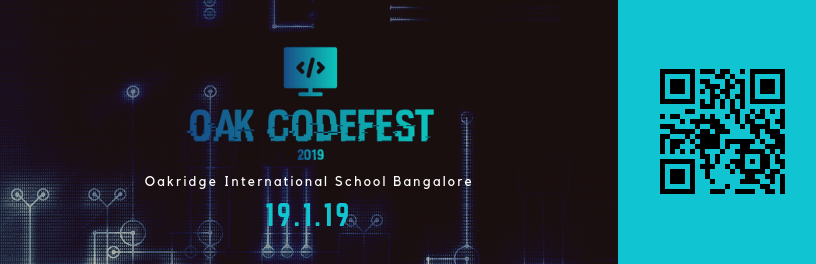 </>
OAK CODEFEST
2019
Oakridge International School Bangalore
19.1.19